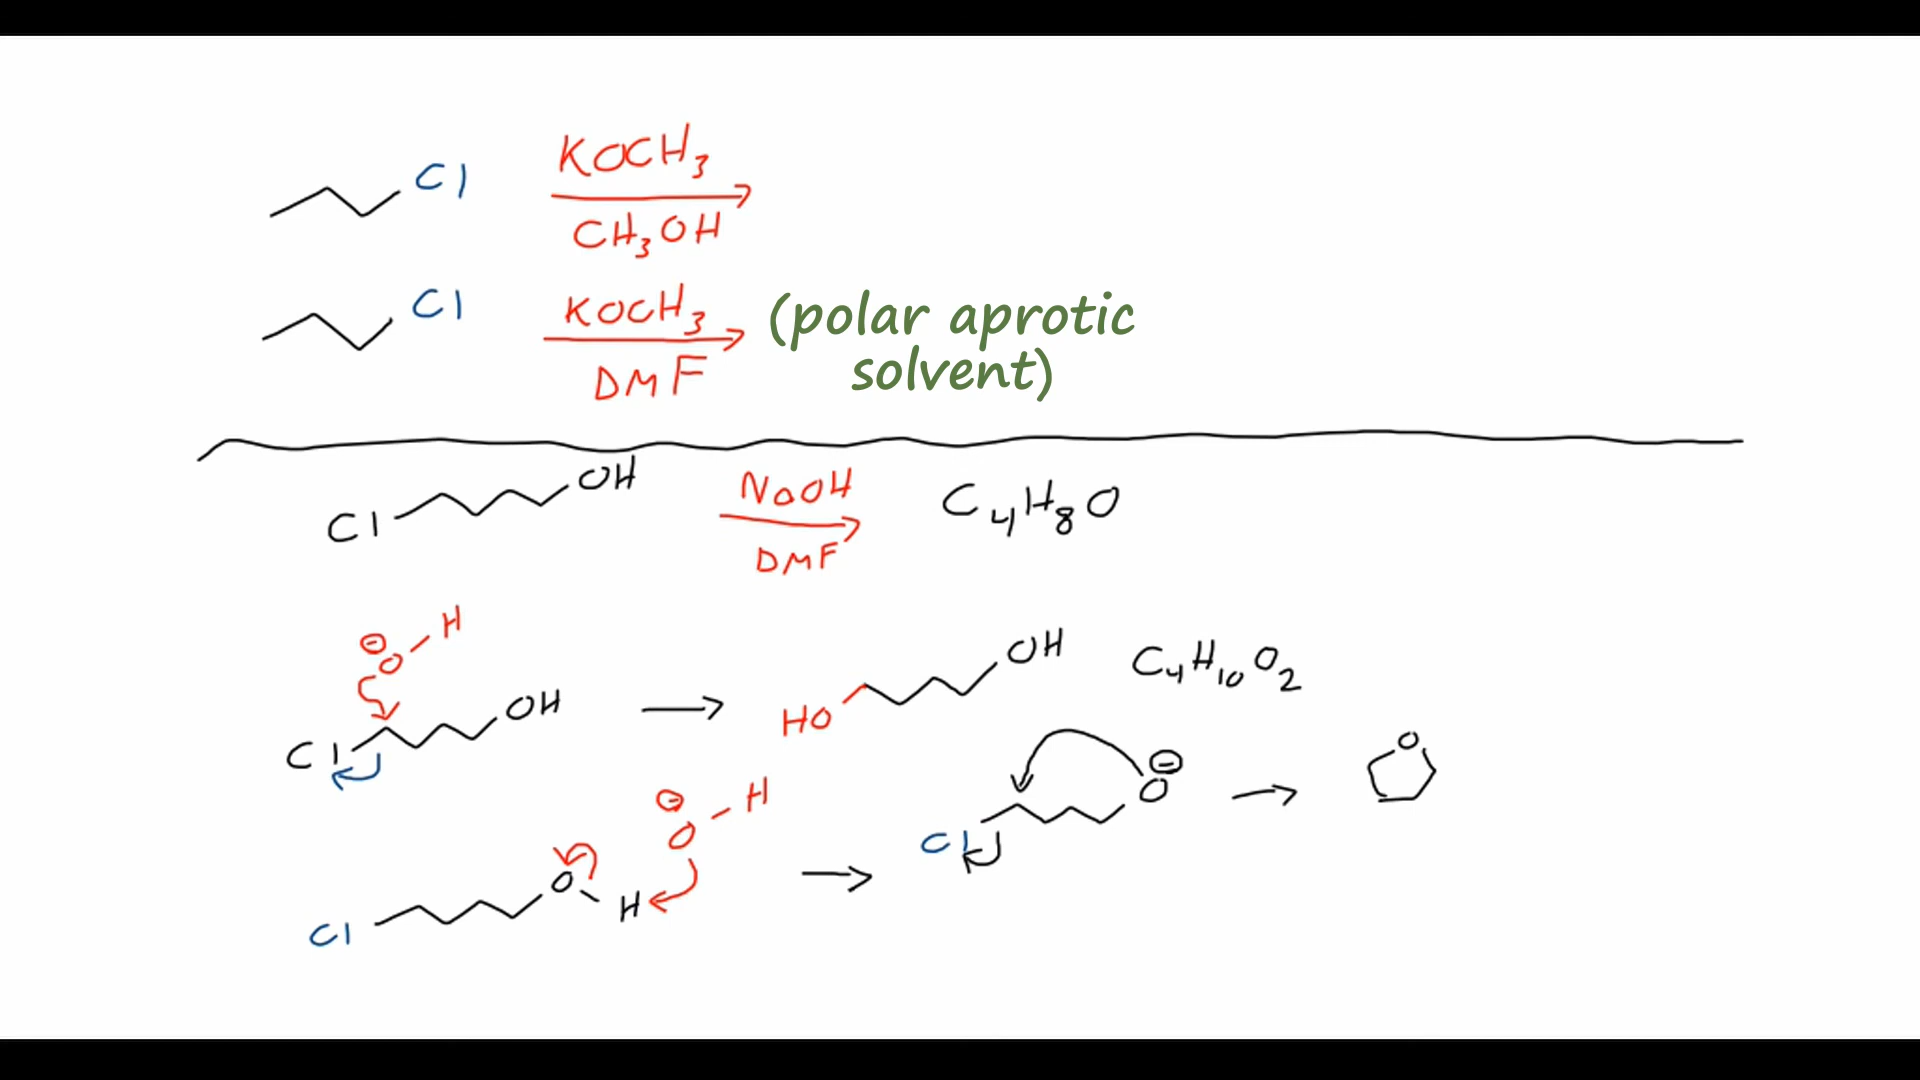 Cl KOCH₃
CH₃OH
Cl KOCH₃ (polar aprotic
DMF solvent)
Cl OH NaOH C₄H₈O
DMF
⊖ O H
Cl OH HO OH C₄H₁₀O₂
O
⊖ O H
Cl O H
Cl O ⊖